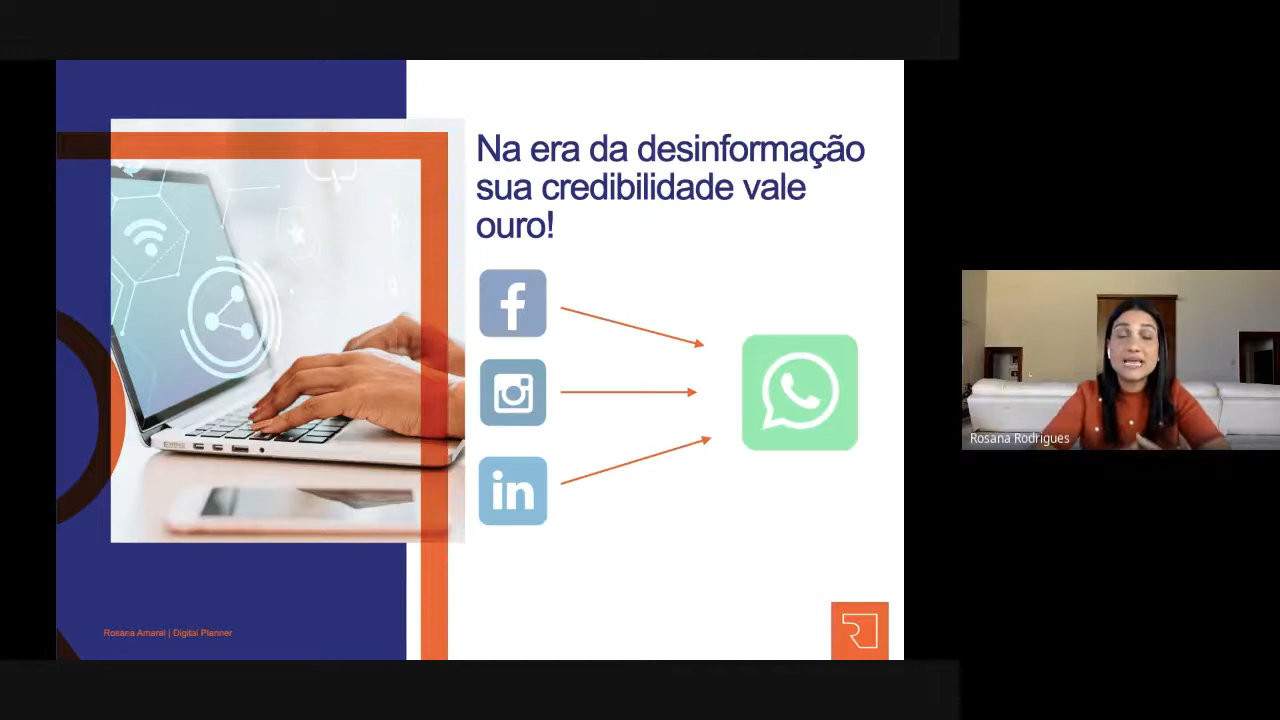 Na era da desinformação
sua credibilidade vale
ouro!
in
Rosana Rodrigues
Rosana Amaral | Digital Planner